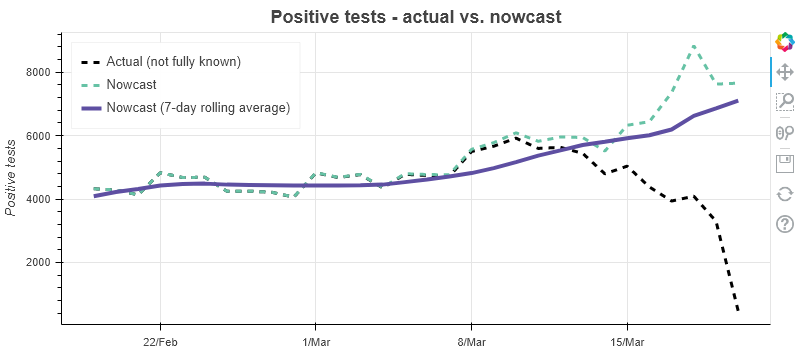 Positive tests - actual vs. nowcast
Actual (not fully known)
Nowcast
Nowcast (7-day rolling average)
Positive tests
8000
6000
4000
2000
22/Feb
1/Mar
8/Mar
15/Mar